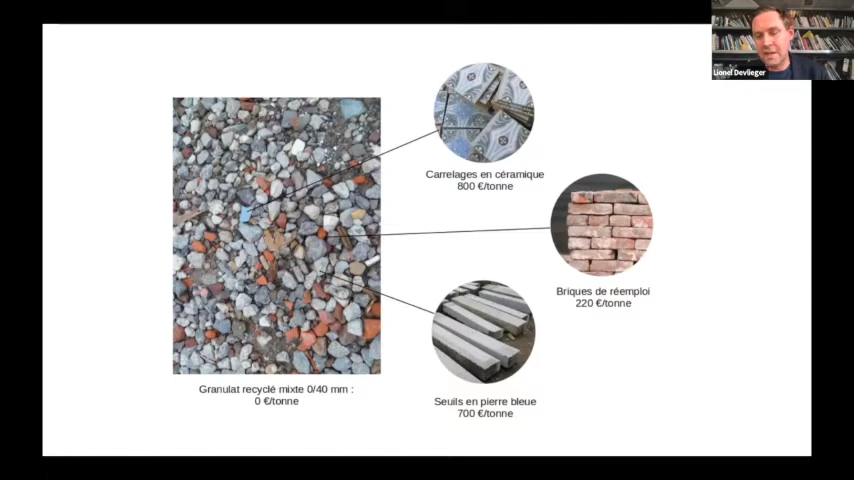 Lionel Devlieger
Carrelages en céramique
800 €/tonne
Briques de réemploi
220 €/tonne
Granulat recyclé mixte 0/40 mm :
0 €/tonne
Seuils en pierre bleue
700 €/tonne